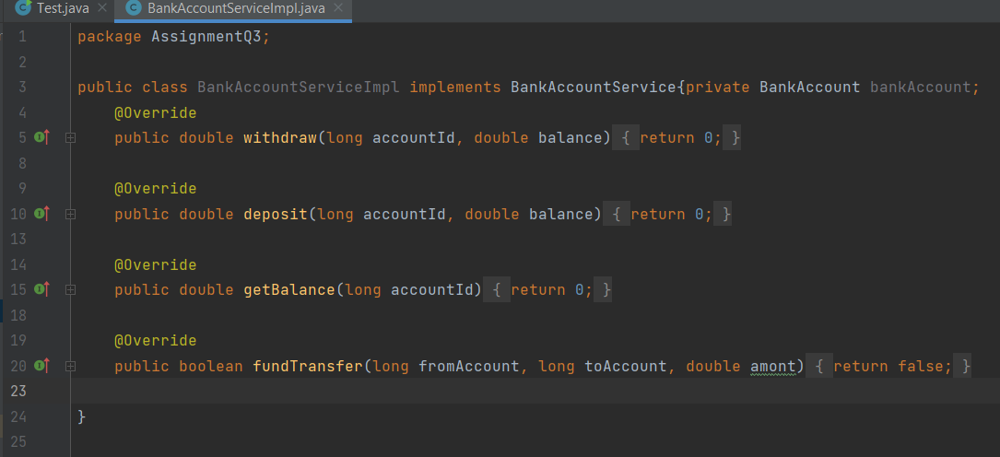 Test.java BankAccountServiceImpl.java
1 package AssignmentQ3;
2
3 public class BankAccountServiceImpl implements BankAccountService{private BankAccount bankAccount;
4 @Override
5 public double withdraw(long accountId, double balance) { return 0; }
8
9 @Override
10 public double deposit(long accountId, double balance) { return 0; }
13
14 @Override
15 public double getBalance(long accountId) { return 0; }
18
19 @Override
20 public boolean fundTransfer(long fromAccount, long toAccount, double amont) { return false; }
23
24 }
25